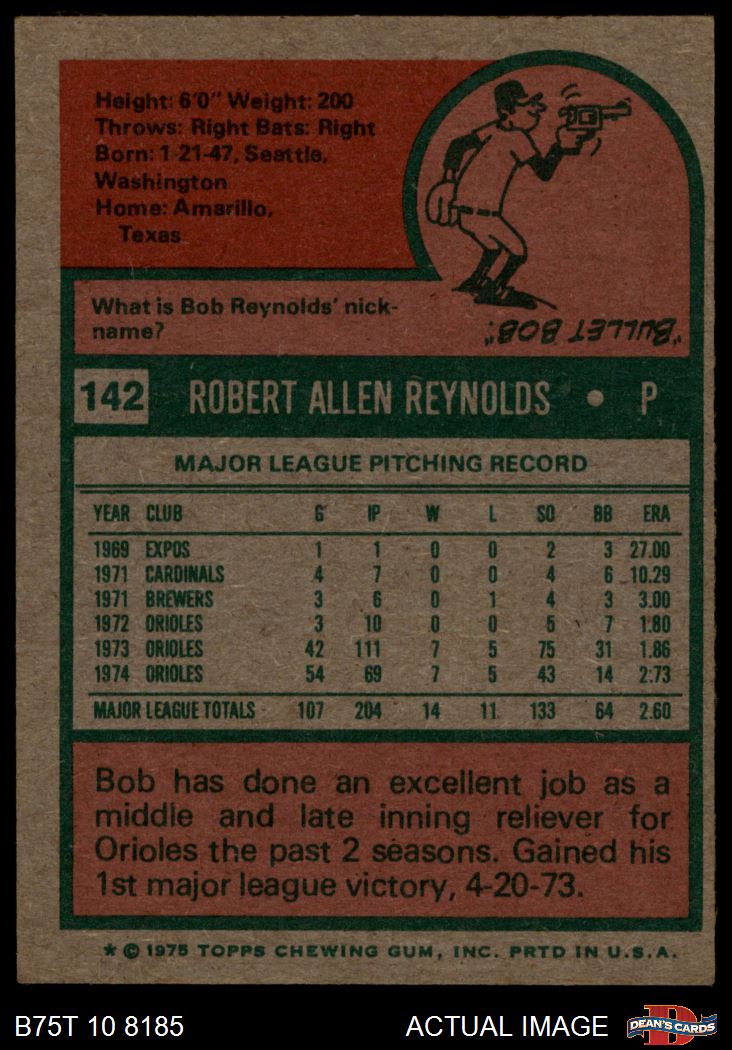 Height: 6'0" Weight: 200
Throws: Right Bats: Right
Born: 1-21-47, Seattle,
Washington
Home: Amarillo,
Texas
What is Bob Reynolds' nick-
name?
"BULLET BOB".
142 ROBERT ALLEN REYNOLDS • P
MAJOR LEAGUE PITCHING RECORD
YEAR CLUB G IP W L SO BB ERA
1969 EXPOS 1 1 0 0 2 3 27.00
1971 CARDINALS 4 7 0 0 4 6 10.29
1971 BREWERS 3 6 0 1 4 3 3.00
1972 ORIOLES 3 10 0 0 5 7 1.80
1973 ORIOLES 42 111 7 5 75 31 1.86
1974 ORIOLES 54 69 7 5 43 14 2.73
MAJOR LEAGUE TOTALS 107 204 14 11 133 64 2.60
Bob has done an excellent job as a
middle and late inning reliever for
Orioles the past 2 seasons. Gained his
1st major league victory, 4-20-73.
* © 1975 TOPPS CHEWING GUM, INC. PRTD IN U.S.A.
B75T 10 8185 ACTUAL IMAGE DEAN'S CARDS